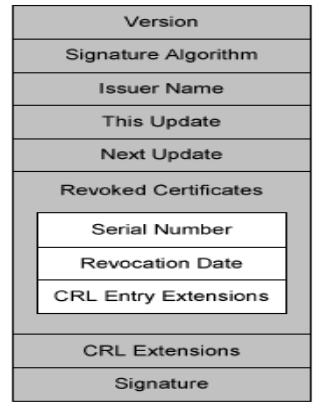 Version
Signature Algorithm
Issuer Name
This Update
Next Update
Revoked Certificates
Serial Number
Revocation Date
CRL Entry Extensions
CRL Extensions
Signature